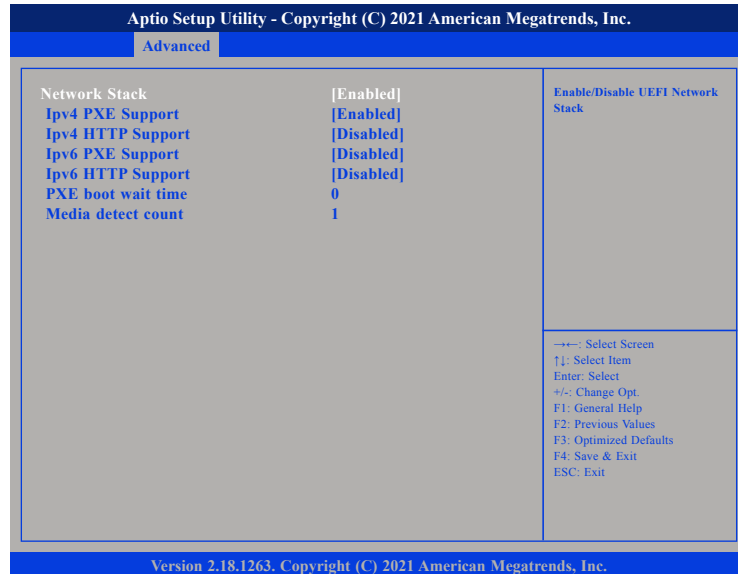 Aptio Setup Utility - Copyright (C) 2021 American Megatrends, Inc.
Advanced
Network Stack [Enabled]
Ipv4 PXE Support [Enabled]
Ipv4 HTTP Support [Disabled]
Ipv6 PXE Support [Disabled]
Ipv6 HTTP Support [Disabled]
PXE boot wait time 0
Media detect count 1
Enable/Disable UEFI Network
Stack
→←: Select Screen
↑↓: Select Item
Enter: Select
+/-: Change Opt.
F1: General Help
F2: Previous Values
F3: Optimized Defaults
F4: Save & Exit
ESC: Exit
Version 2.18.1263. Copyright (C) 2021 American Megatrends, Inc.